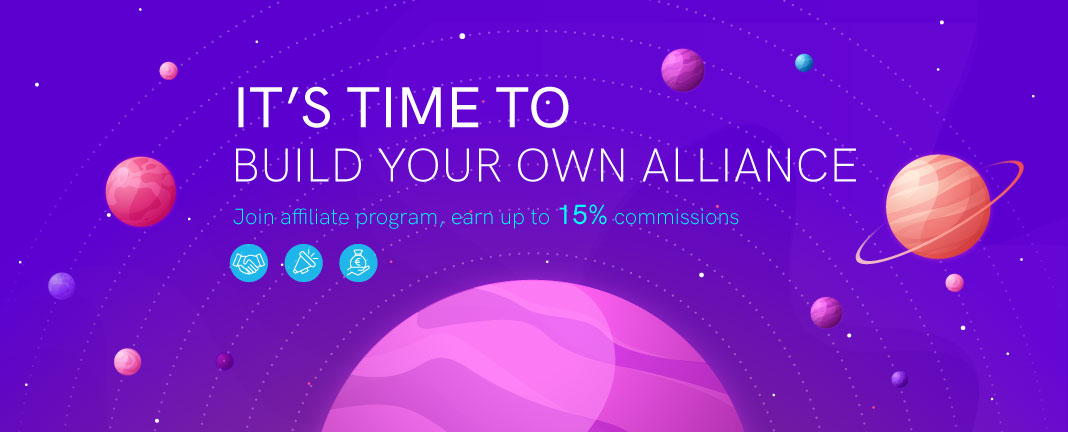 IT'S TIME TO
BUILD YOUR OWN ALLIANCE
Join affiliate program, earn up to 15% commissions
€